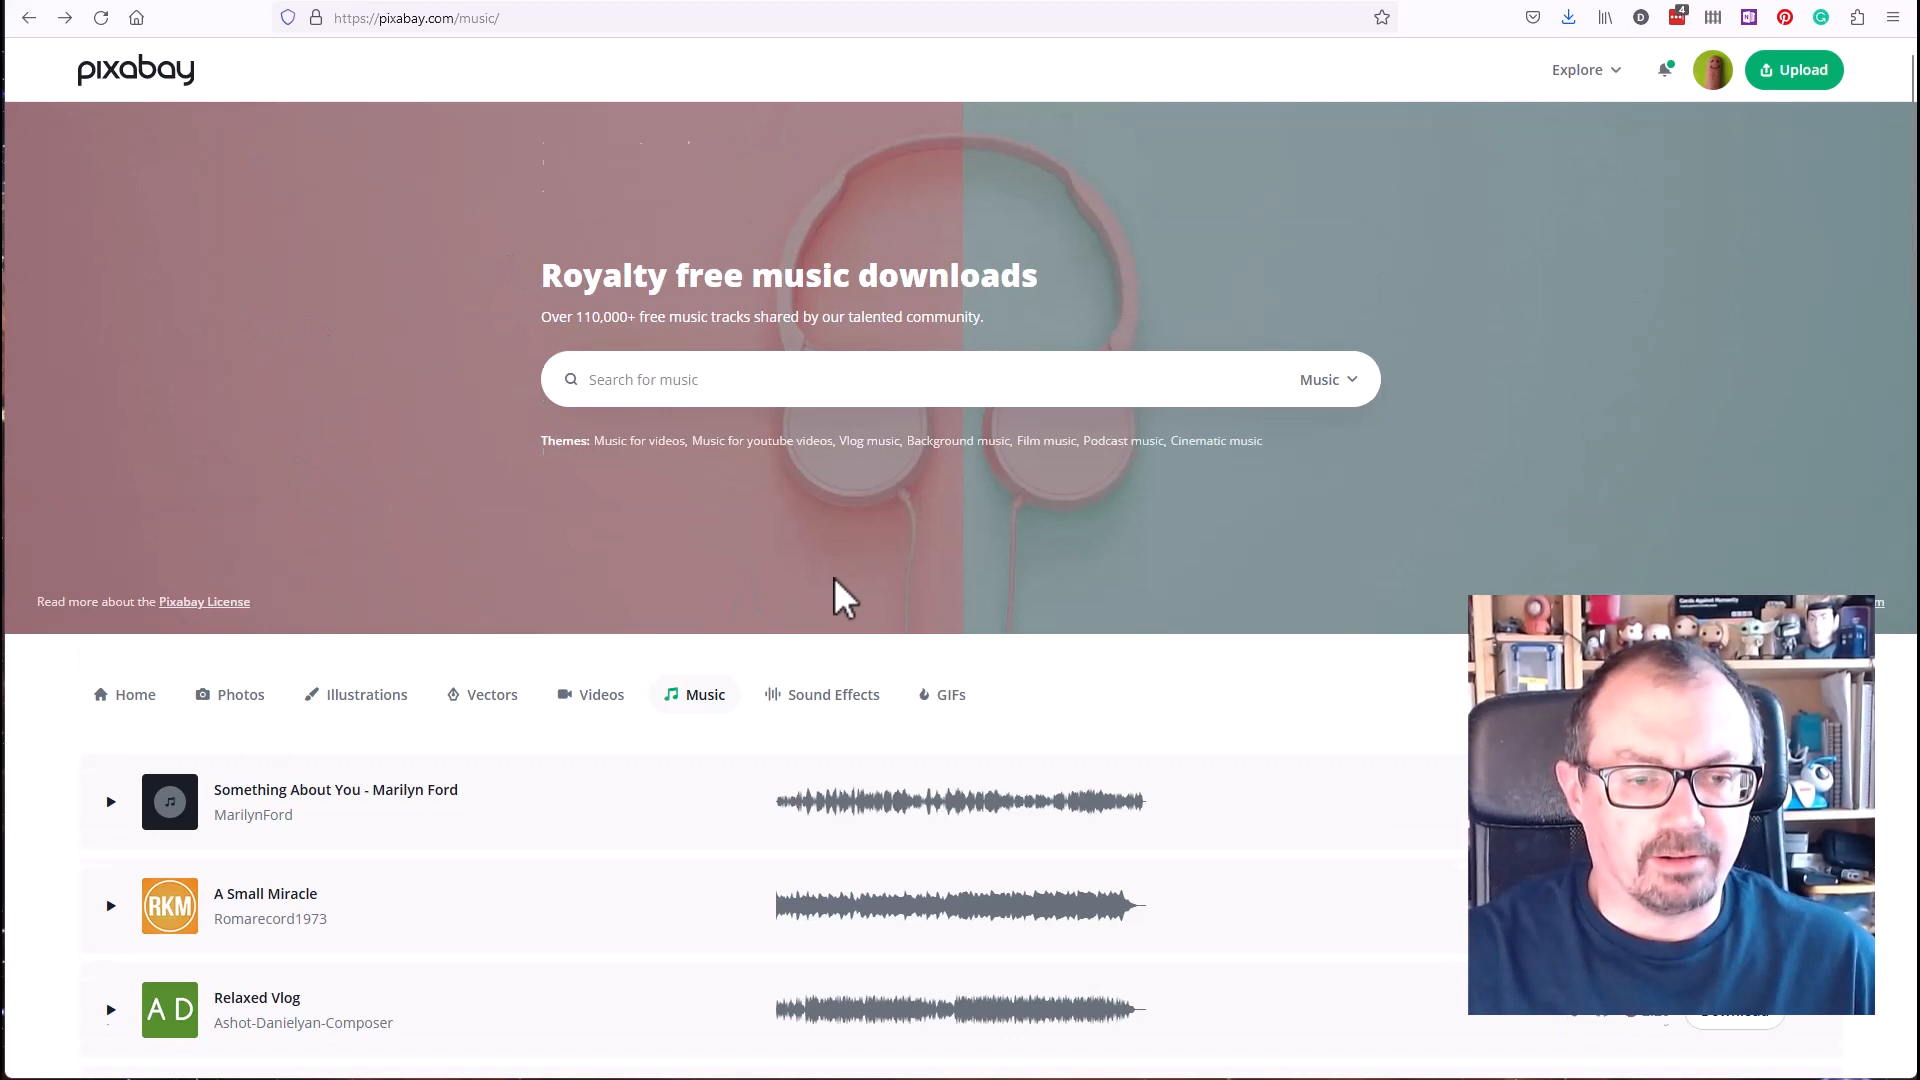 https://pixabay.com/music/
4
pixabay
Explore
Upload
Royalty free music downloads
Over 110,000+ free music tracks shared by our talented community.
Search for music
Music
Themes: Music for videos, Music for youtube videos, Vlog music, Background music, Film music, Podcast music, Cinematic music
Read more about the Pixabay License
m
Home
Photos
Illustrations
Vectors
Videos
Music
Sound Effects
GIFs
Something About You - Marilyn Ford
MarilynFord
RKM
A Small Miracle
Romarecord1973
A D
Relaxed Vlog
Ashot-Danielyan-Composer